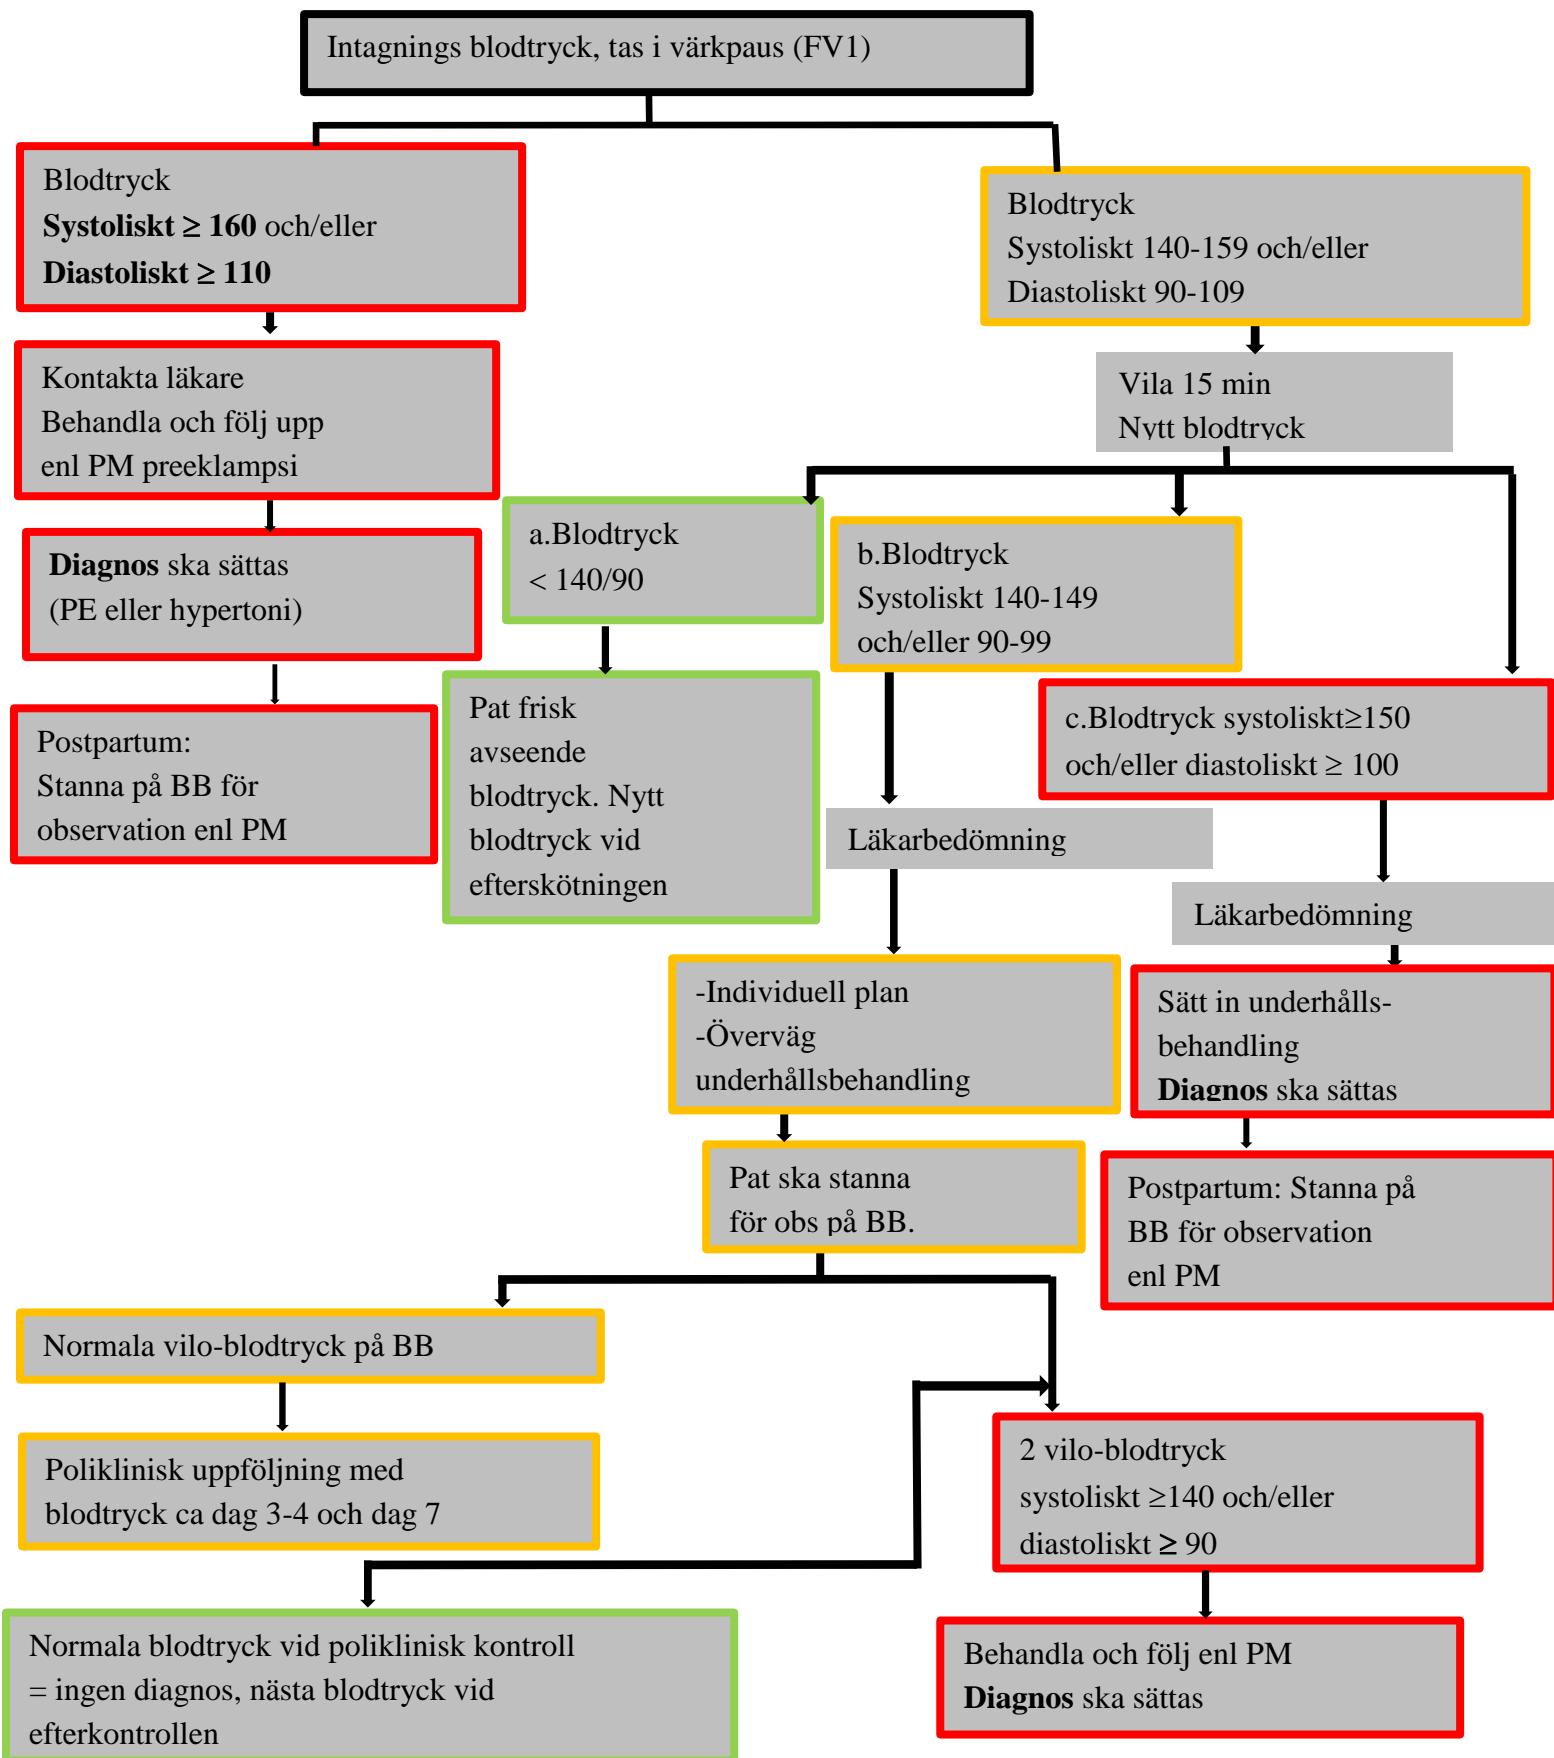 Intagnings blodtryck, tas i värkpaus (FV1)
Blodtryck
Systoliskt ≥ 160 och/eller
Diastoliskt ≥ 110
Blodtryck
Systoliskt 140-159 och/eller
Diastoliskt 90-109
Kontakta läkare
Behandla och följ upp
enl PM preeklampsi
Vila 15 min
Nytt blodtryck
Diagnos ska sättas
(PE eller hypertoni)
a.Blodtryck
< 140/90
b.Blodtryck
Systoliskt 140-149
och/eller 90-99
c.Blodtryck systoliskt≥150
och/eller diastoliskt ≥ 100
Postpartum:
Stanna på BB för
observation enl PM
Pat frisk
avseende
blodtryck. Nytt
blodtryck vid
efterskötningen
Läkarbedömning
Läkarbedömning
-Individuell plan
-Överväg
underhållsbehandling
Sätt in underhålls-
behandling
Diagnos ska sättas
Pat ska stanna
för obs på BB.
Postpartum: Stanna på
BB för observation
enl PM
Normala vilo-blodtryck på BB
Poliklinisk uppföljning med
blodtryck ca dag 3-4 och dag 7
2 vilo-blodtryck
systoliskt ≥140 och/eller
diastoliskt ≥ 90
Normala blodtryck vid poliklinisk kontroll
= ingen diagnos, nästa blodtryck vid
efterkontrollen
Behandla och följ enl PM
Diagnos ska sättas